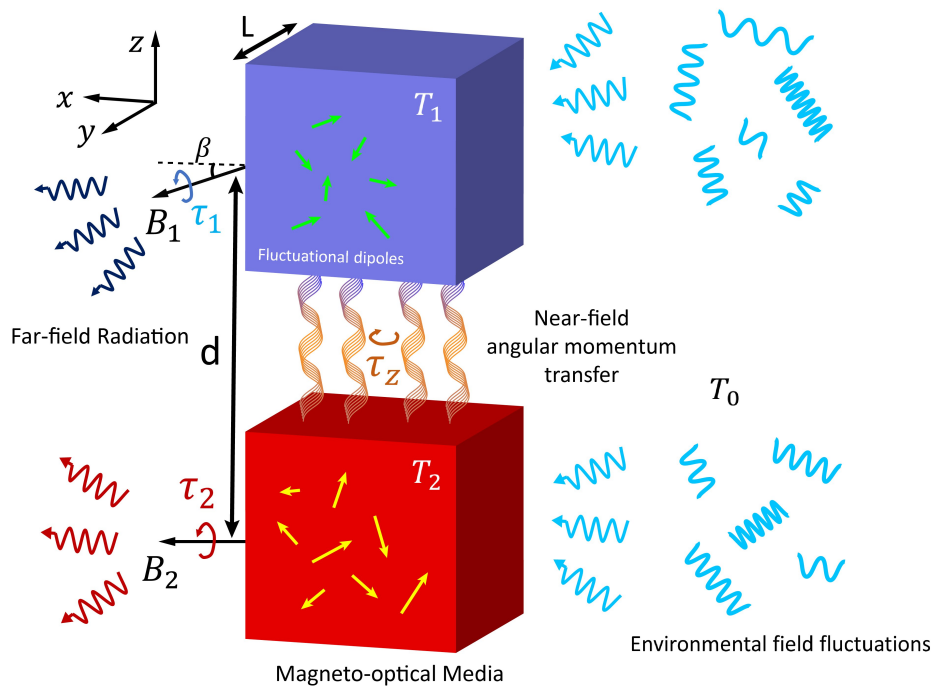 L
z
T₁
x
y
β
B₁
τ₁
Fluctuational dipoles
Far-field Radiation
d
τ_z
Near-field
angular momentum
transfer
T₀
T₂
τ₂
B₂
Environmental field fluctuations
Magneto-optical Media